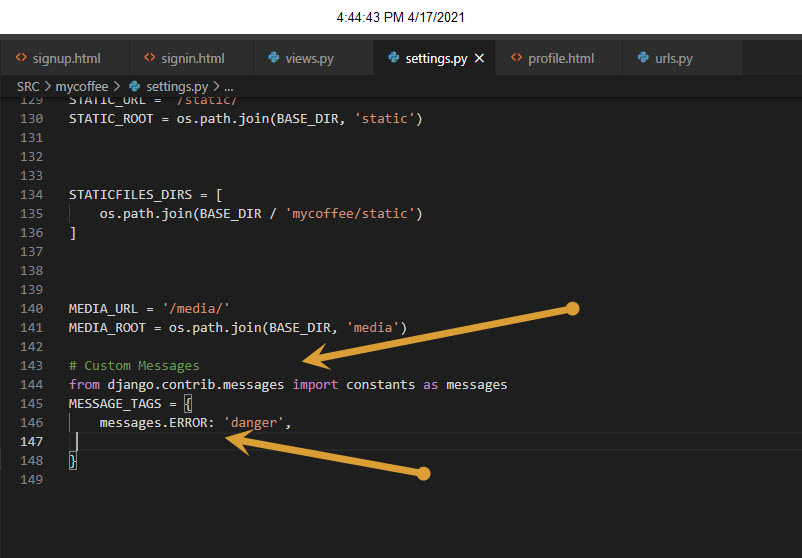 4:44:43 PM 4/17/2021
signup.html signin.html views.py settings.py profile.html urls.py
SRC > mycoffee > settings.py > ...
129 STATIC_URL = '/static/'
130 STATIC_ROOT = os.path.join(BASE_DIR, 'static')
131
132
133
134 STATICFILES_DIRS = [
135 os.path.join(BASE_DIR / 'mycoffee/static')
136 ]
137
138
139
140 MEDIA_URL = '/media/'
141 MEDIA_ROOT = os.path.join(BASE_DIR, 'media')
142
143 # Custom Messages
144 from django.contrib.messages import constants as messages
145 MESSAGE_TAGS = {
146 messages.ERROR: 'danger',
147
148 }
149